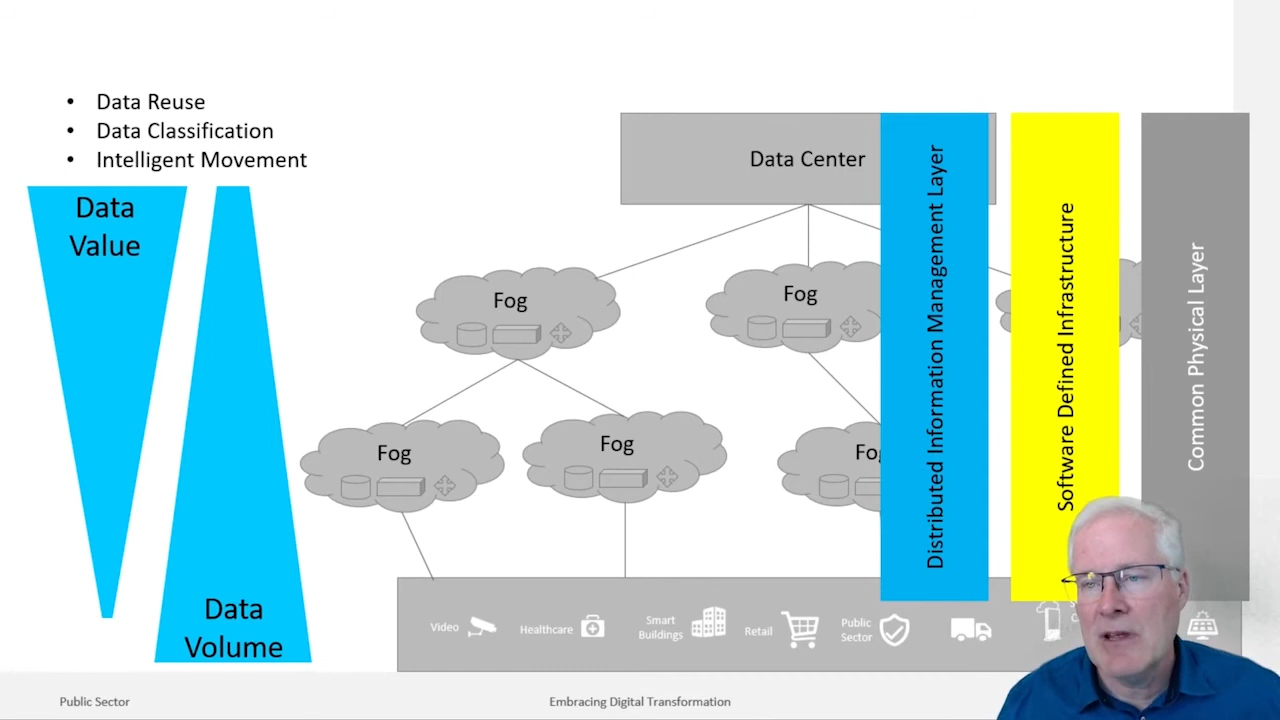 • Data Reuse
• Data Classification
• Intelligent Movement
Data
Value
Data
Volume
Data Center
Fog
Fog
Fog
Fog
Distributed Information Management Layer
Software Defined Infrastructure
Common Physical Layer
Video
Healthcare
Smart
Buildings
Retail
Public
Sector
Public Sector
Embracing Digital Transformation